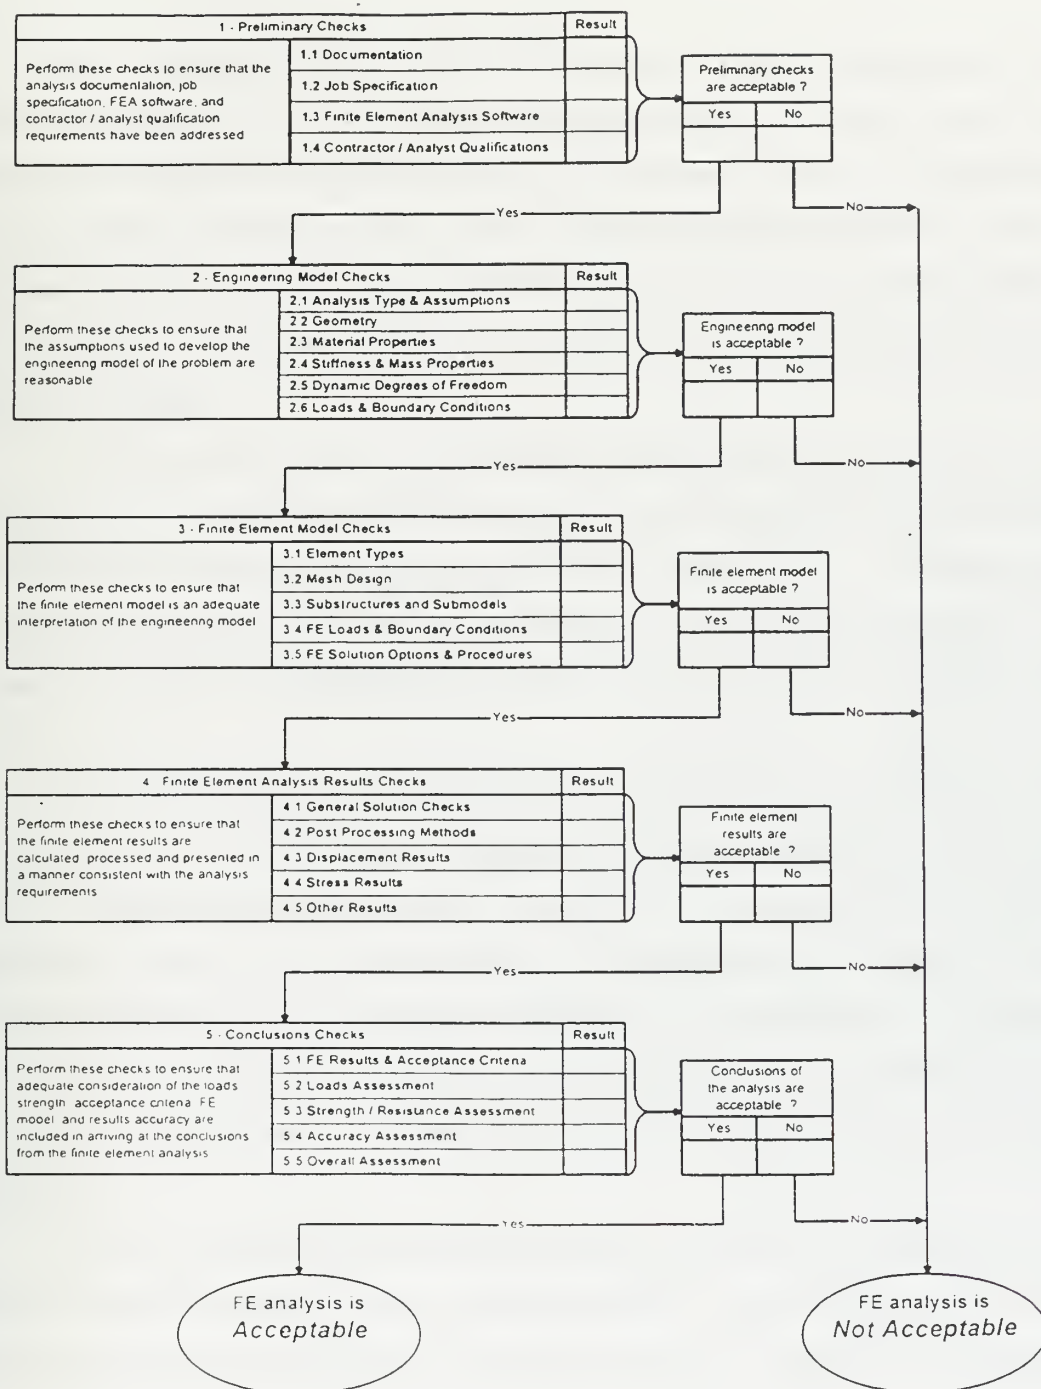 1 - Preliminary Checks
Result
Perform these checks to ensure that the
analysis documentation, job
specification, FEA software, and
contractor / analyst qualification
requirements have been addressed
1.1 Documentation
1.2 Job Specification
1.3 Finite Element Analysis Software
1.4 Contractor / Analyst Qualifications
Preliminary checks
are acceptable ?
Yes
No
Yes
No
2 - Engineering Model Checks
Result
Perform these checks to ensure that
the assumptions used to develop the
engineering model of the problem are
reasonable
2.1 Analysis Type & Assumptions
2 2 Geometry
2.3 Material Properties
2.4 Stiffness & Mass Properties
2.5 Dynamic Degrees of Freedom
2.6 Loads & Boundary Conditions
Engineering model
is acceptable ?
Yes
No
Yes
No
3 - Finite Element Model Checks
Result
Perform these checks to ensure that
the finite element model is an adequate
interpretation of the engineering model
3.1 Element Types
3.2 Mesh Design
3.3 Substructures and Submodels
3 4 FE Loads & Boundary Conditions
3.5 FE Solution Options & Procedures
Finite element model
is acceptable ?
Yes
No
Yes
No
4 Finite Element Analysis Results Checks
Result
Perform these checks to ensure that
the finite element results are
calculated processed and presented in
a manner consistent with the analysis
requirements
4 1 General Solution Checks
4 2 Post Processing Methods
4 3 Displacement Results
4 4 Stress Results
4 5 Other Results
Finite element
results are
acceptable ?
Yes
No
Yes
No
5 - Conclusions Checks
Result
Perform these checks to ensure that
adequate consideration of the loads
strength acceptance criteria FE
model and results accuracy are
included in arriving at the conclusions
from the finite element analysis
5 1 FE Results & Acceptance Criteria
5 2 Loads Assessment
5 3 Strength / Resistance Assessment
5 4 Accuracy Assessment
5 5 Overall Assessment
Conclusions of
the analysis are
acceptable ?
Yes
No
Yes
No
FE analysis is
Acceptable
FE analysis is
Not Acceptable